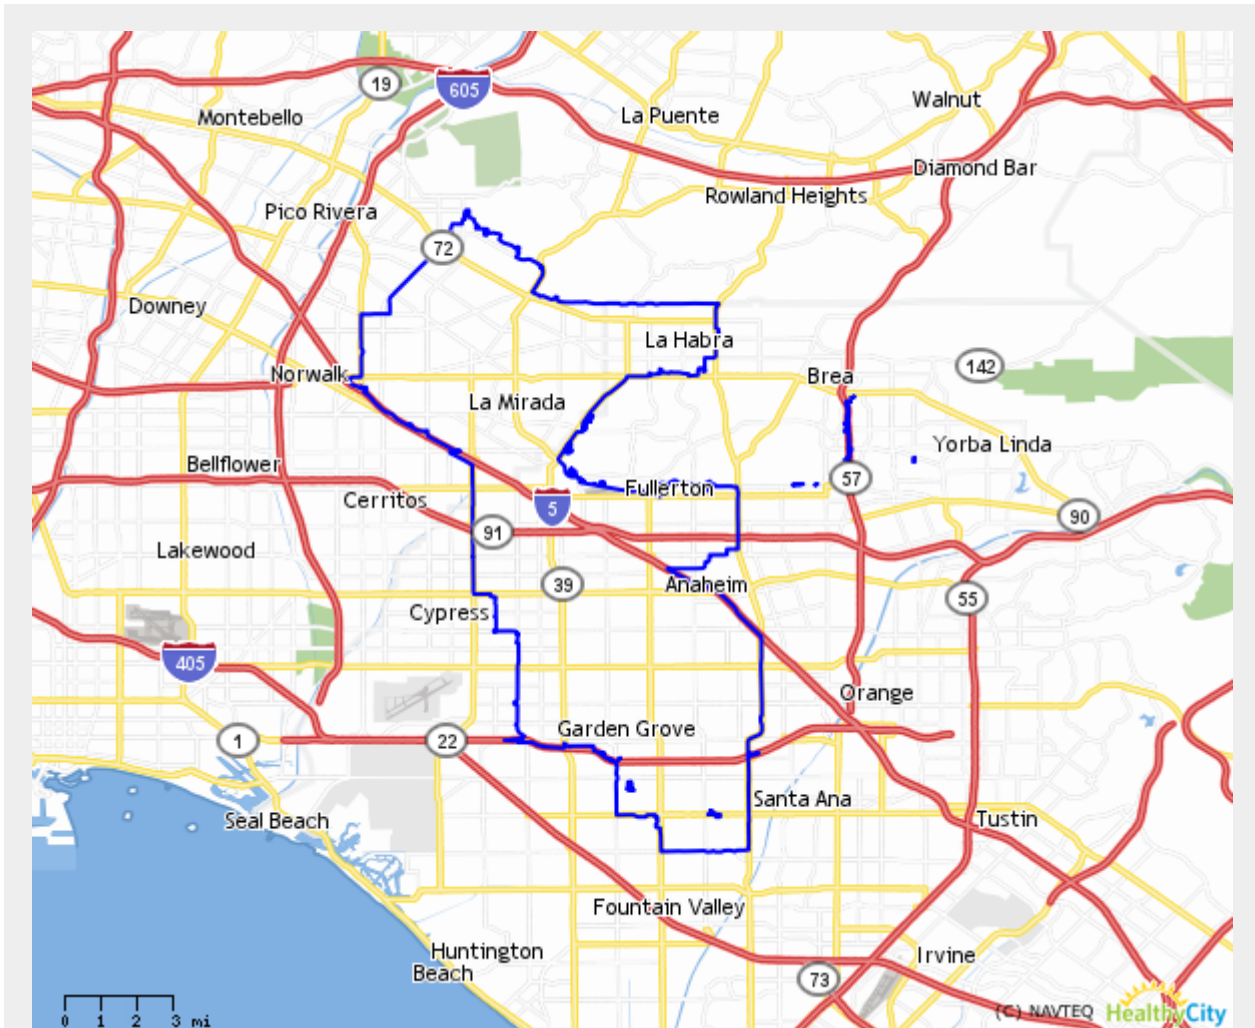 19
605
Montebello
La Puente
Walnut
Diamond Bar
Rowland Heights
Pico Rivera
72
Downey
La Habra
142
Norwalk
Brea
La Mirada
Yorba Linda
Bellflower
57
Cerritos
Fullerton
5
90
91
Lakewood
39
Anaheim
55
Cypress
405
Orange
1
22
Garden Grove
Santa Ana
Seal Beach
Tustin
Fountain Valley
Huntington
Beach
Irvine
73
0 1 2 3 mi
(C) NAVTEQ
HealthyCity